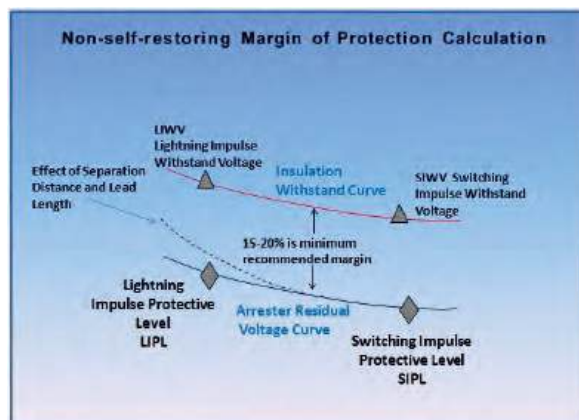 Non-self-restoring Margin of Protection Calculation
LIWV
Lightning Impulse
Withstand Voltage
Effect of Separation
Distance and Lead
Length
Insulation
Withstand Curve
SIWV Switching
Impulse Withstand
Voltage
15-20% is minimum
recommended margin
Lightning
Impulse Protective
Level
LIPL
Arrester Residual
Voltage Curve
Switching Impulse
Protective Level
SIPL